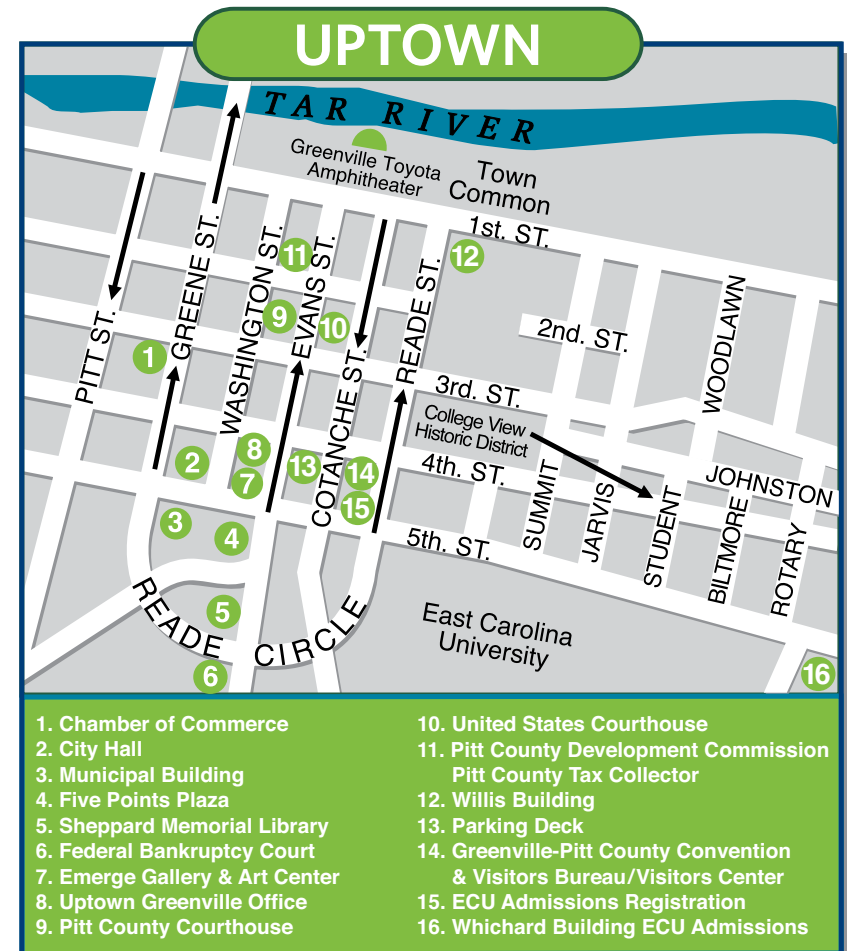 UPTOWN
TAR RIVER
Greenville Toyota
Amphitheater
Town
Common
1st. ST.
11
12
GREENE ST.
WASHINGTON ST.
EVANS ST.
READE ST.
9
10
2nd. ST.
WOODLAWN
PITT ST.
1
COTANCHE ST.
3rd. ST.
College View
Historic District
2
8
7
13
14
15
4th. ST.
SUMMIT
JARVIS
STUDENT
JOHNSTON
BILTMORE
ROTARY
3
4
5th. ST.
READE CIRCLE
5
6
East Carolina
University
16
1. Chamber of Commerce
2. City Hall
3. Municipal Building
4. Five Points Plaza
5. Sheppard Memorial Library
6. Federal Bankruptcy Court
7. Emerge Gallery & Art Center
8. Uptown Greenville Office
9. Pitt County Courthouse
10. United States Courthouse
11. Pitt County Development Commission
Pitt County Tax Collector
12. Willis Building
13. Parking Deck
14. Greenville-Pitt County Convention
& Visitors Bureau/Visitors Center
15. ECU Admissions Registration
16. Whichard Building ECU Admissions